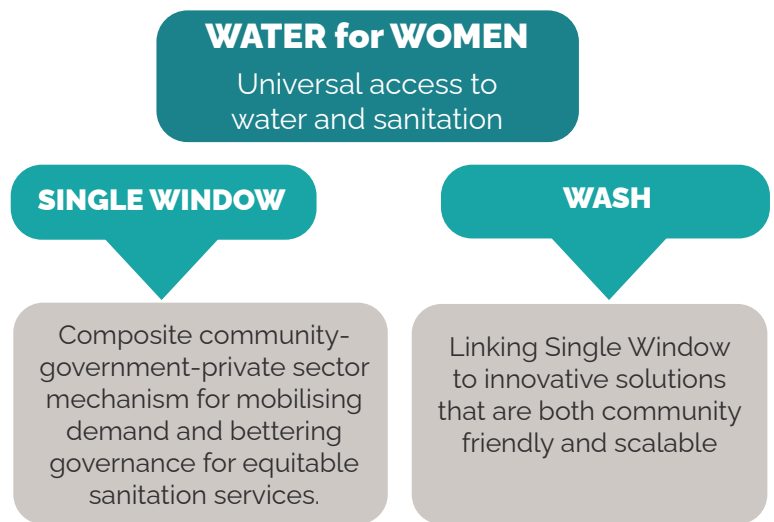 WATER for WOMEN
Universal access to
water and sanitation
SINGLE WINDOW
Composite community-
government-private sector
mechanism for mobilising
demand and bettering
governance for equitable
sanitation services.
WASH
Linking Single Window
to innovative solutions
that are both community
friendly and scalable